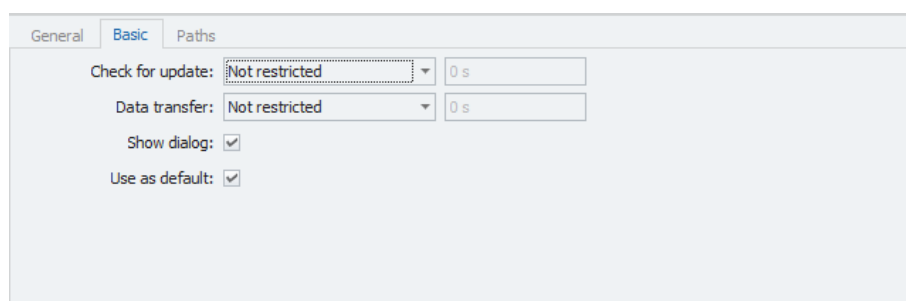 General Basic Paths
Check for update: Not restricted 0 s
Data transfer: Not restricted 0 s
Show dialog:
Use as default: